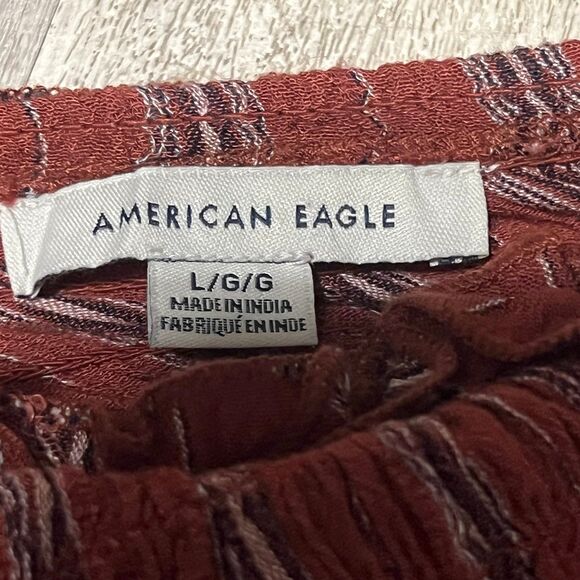 AMERICAN EAGLE
L/G/G
MADE IN INDIA
FABRIQUÉ EN INDE